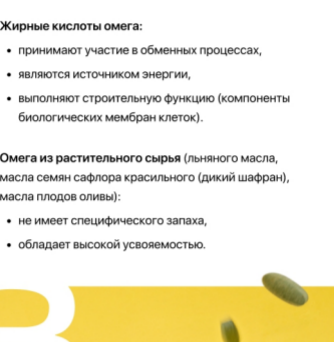 Жирные кислоты омега:
• принимают участие в обменных процессах,
• являются источником энергии,
• выполняют строительную функцию (компоненты
биологических мембран клеток).
Омега из растительного сырья (льняного масла,
масла семян сафлора красильного (дикий шафран),
масла плодов оливы):
• не имеет специфического запаха,
• обладает высокой усвояемостью.